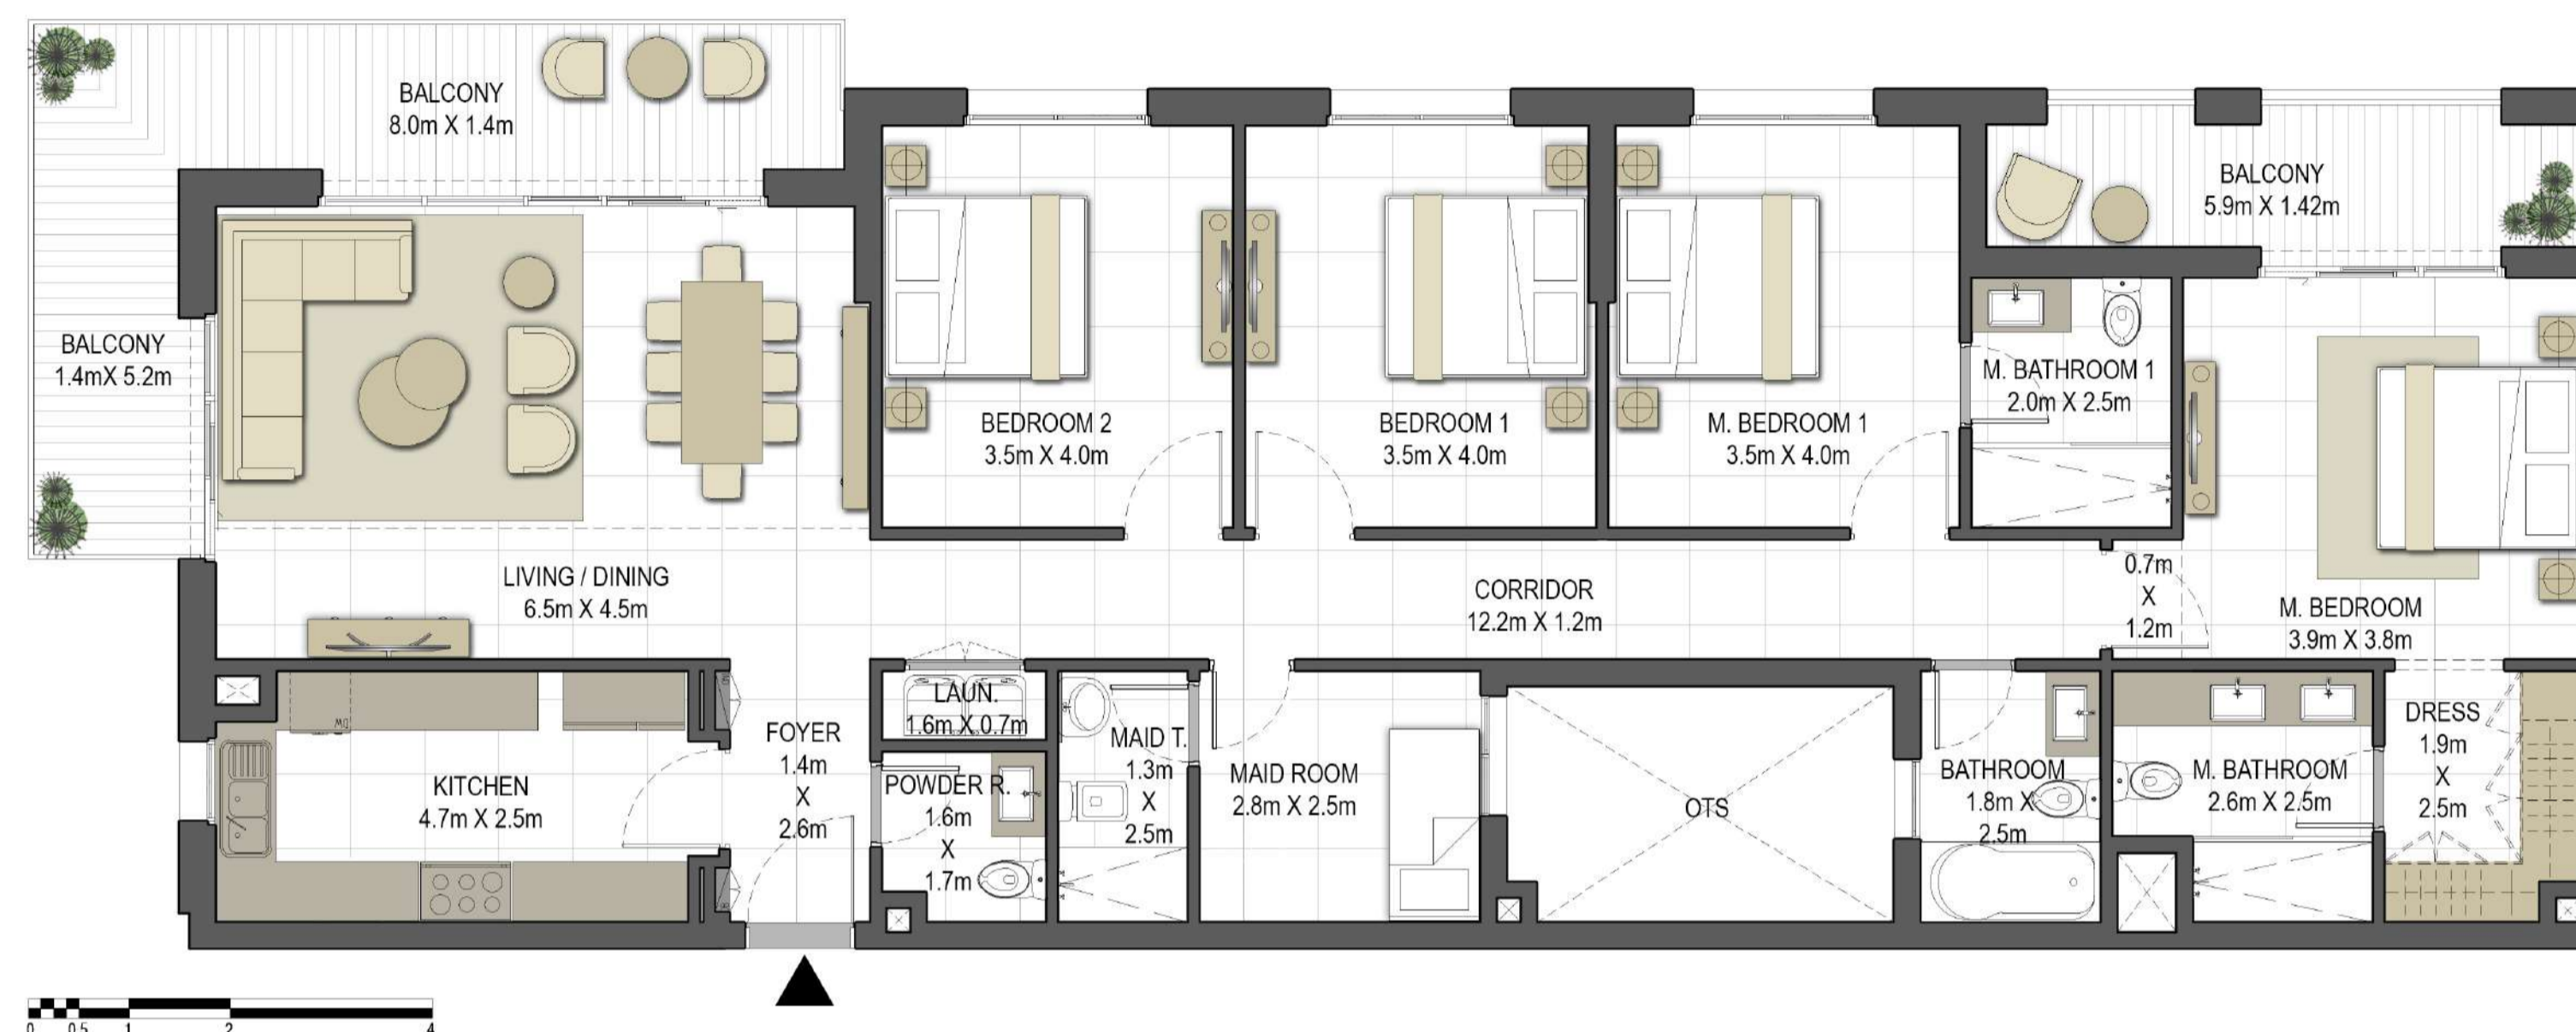 BALCONY
8.0m X 1.4m
BALCONY
5.9m X 1.42m
BALCONY
1.4mX 5.2m
M. BATHROOM 1
2.0m X 2.5m
BEDROOM 2
3.5m X 4.0m
BEDROOM 1
3.5m X 4.0m
M. BEDROOM 1
3.5m X 4.0m
LIVING / DINING
6.5m X 4.5m
CORRIDOR
12.2m X 1.2m
0.7m
X
1.2m
M. BEDROOM
3.9m X 3.8m
KITCHEN
4.7m X 2.5m
FOYER
1.4m
X
2.6m
LAUN.
1.6m X 0.7m
POWDER R.
1.6m
X
1.7m
MAID T.
1.3m
X
2.5m
MAID ROOM
2.8m X 2.5m
OTS
BATHROOM
1.8m X
2.5m
M. BATHROOM
2.6m X 2.5m
DRESS
1.9m
X
2.5m
0 0.5 1 2 4